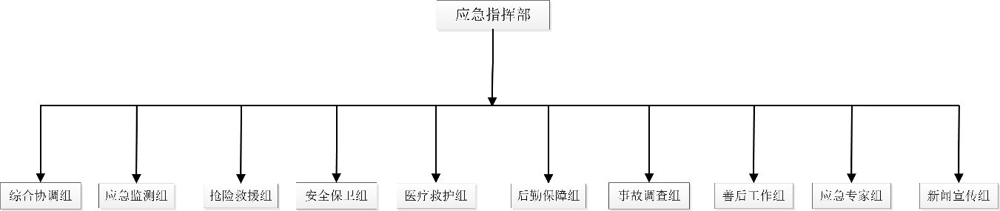 应急指挥部
综合协调组
应急监测组
抢险救援组
安全保卫组
医疗救护组
后勤保障组
事故调查组
善后工作组
应急专家组
新闻宣传组